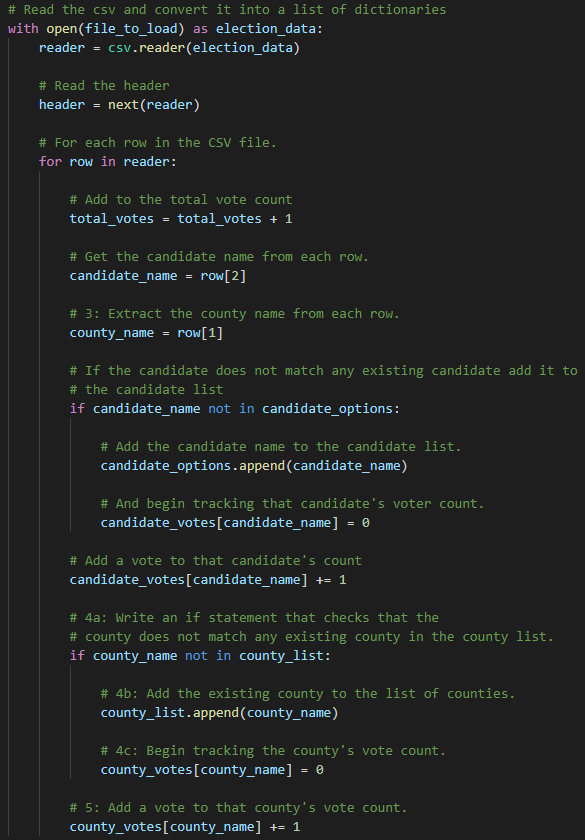 # Read the csv and convert it into a list of dictionaries
with open(file_to_load) as election_data:
    reader = csv.reader(election_data)
    # Read the header
    header = next(reader)
    # For each row in the CSV file.
    for row in reader:
        # Add to the total vote count
        total_votes = total_votes + 1
        # Get the candidate name from each row.
        candidate_name = row[2]
        # 3: Extract the county name from each row.
        county_name = row[1]
        # If the candidate does not match any existing candidate add it to
        # the candidate list
        if candidate_name not in candidate_options:
            # Add the candidate name to the candidate list.
            candidate_options.append(candidate_name)
            # And begin tracking that candidate's voter count.
            candidate_votes[candidate_name] = 0
        # Add a vote to that candidate's count
        candidate_votes[candidate_name] += 1
        # 4a: Write an if statement that checks that the
        # county does not match any existing county in the county list.
        if county_name not in county_list:
            # 4b: Add the existing county to the list of counties.
            county_list.append(county_name)
            # 4c: Begin tracking the county's vote count.
            county_votes[county_name] = 0
        # 5: Add a vote to that county's vote count.
        county_votes[county_name] += 1